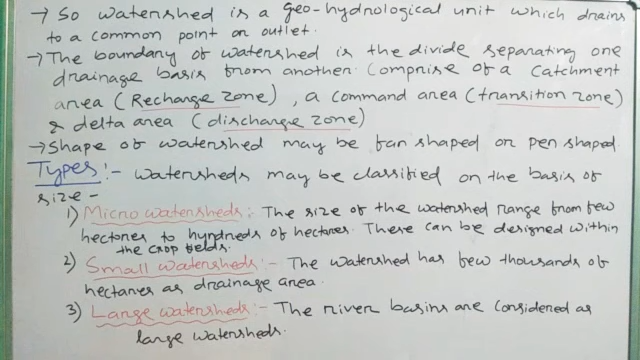 → So watershed is a geo-hydrological unit which drains
to a common point or outlet.
→ The boundary of watershed is the divide separating one
drainage basis from another. Comprise of a Catchment
area (Recharge zone), a command area (transition zone)
& delta area (discharge zone)
→ Shape of watershed may be fan shaped or pen shaped.
Types:- Watersheds may be classified on the basis of
size -
1) Micro watersheds:- The size of the watershed range from few
hectares to hundreds of hectares. These can be designed within
the crop fields.
2) Small watersheds:- The watershed has few thousands of
hectares as drainage area.
3) Large watersheds:- The river basins are considered as
large watersheds.